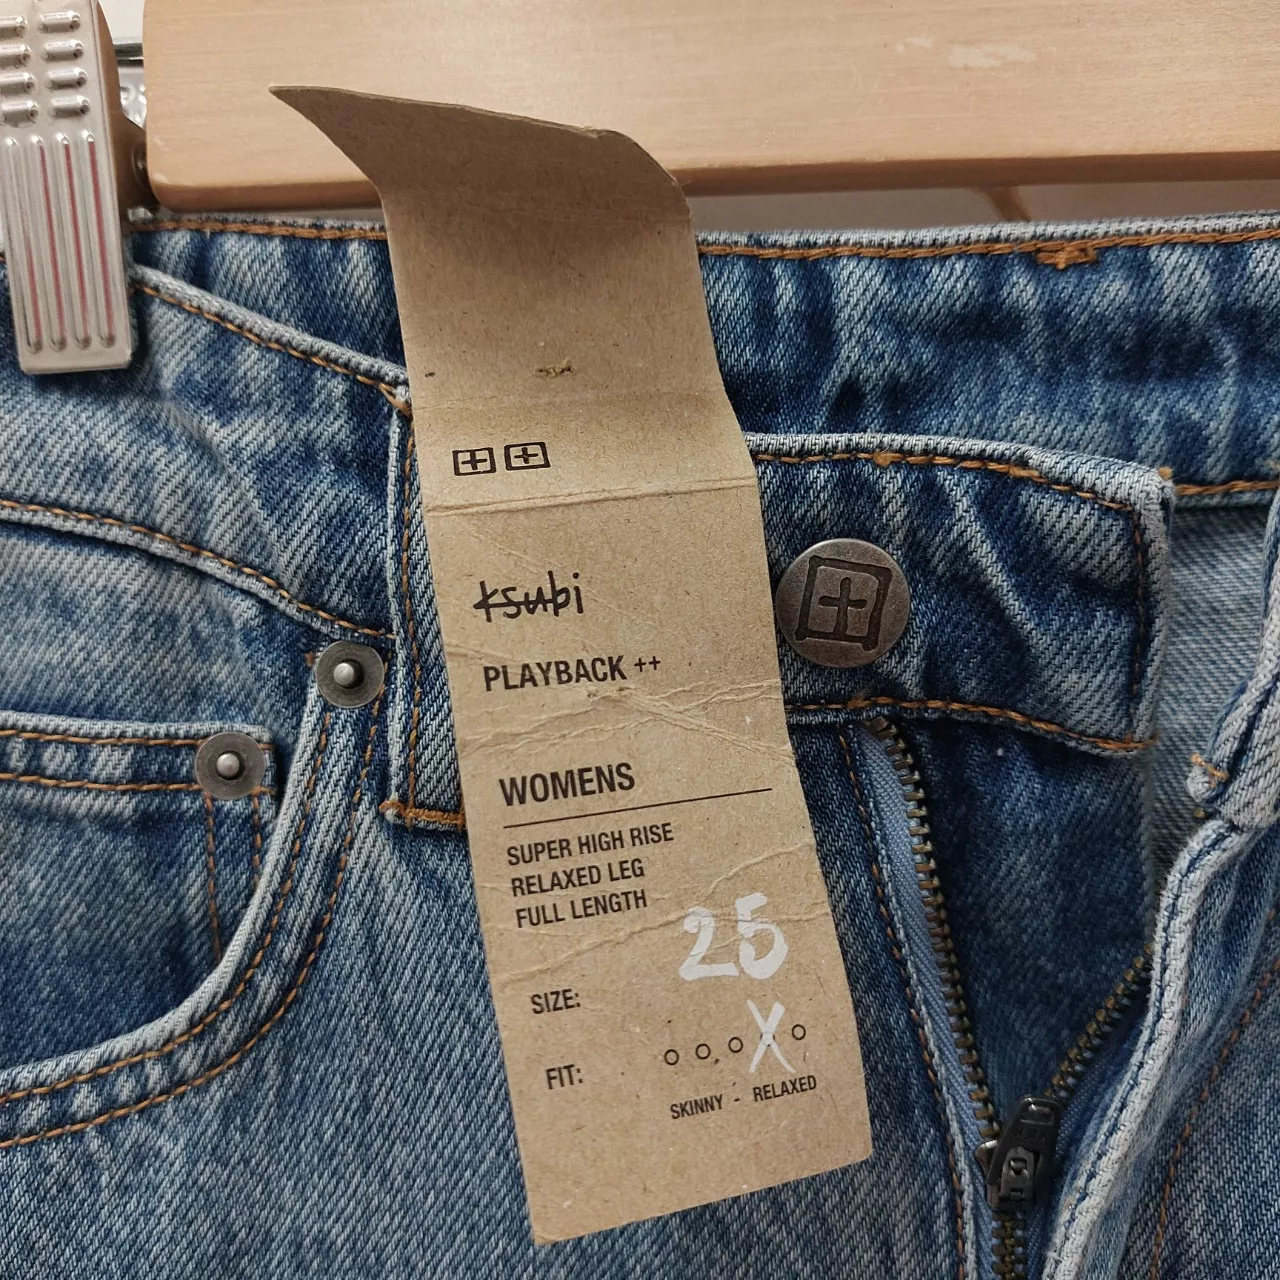 ksubi
PLAYBACK ++
WOMENS
SUPER HIGH RISE
RELAXED LEG
FULL LENGTH
SIZE: 25
FIT: X
SKINNY - RELAXED